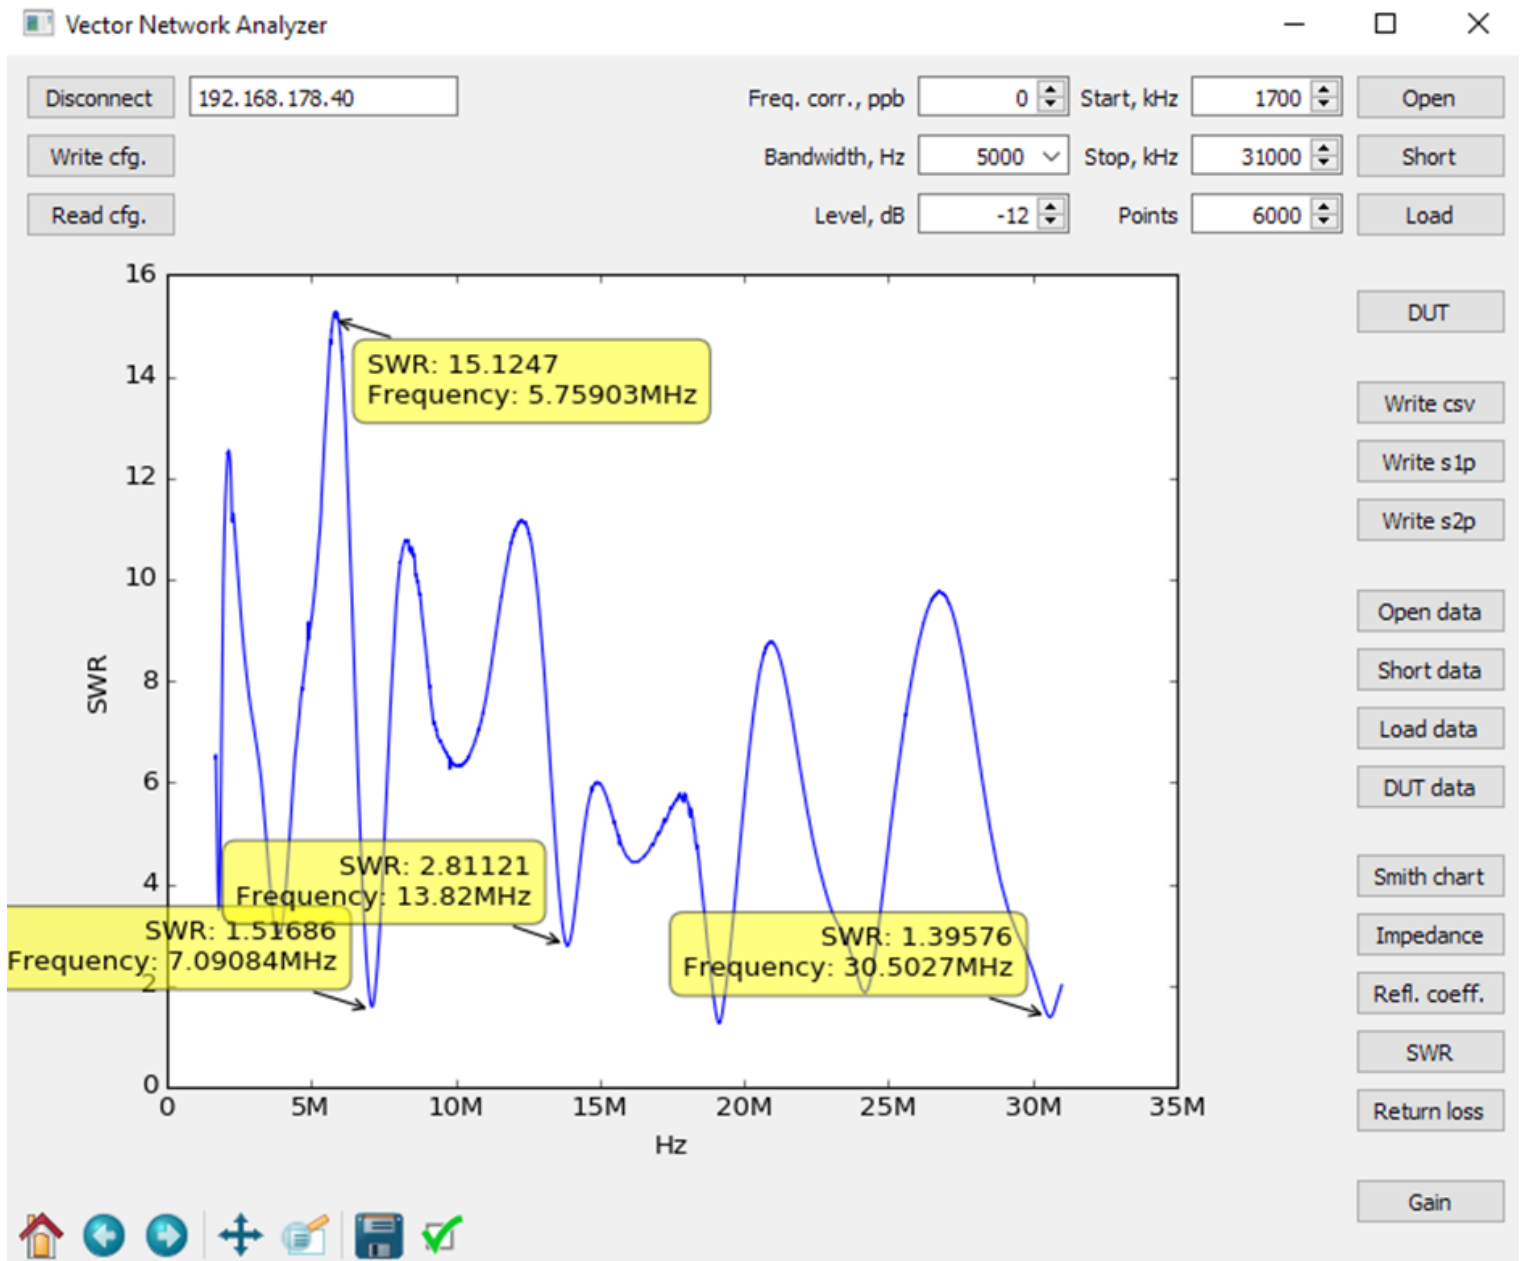 Vector Network Analyzer
Disconnect 192.168.178.40 Freq. corr., ppb 0 Start, kHz 1700 Open
Write cfg. Bandwidth, Hz 5000 Stop, kHz 31000 Short
Read cfg. Level, dB -12 Points 6000 Load
16
14
12
10
8
6
4
2
0
SWR
SWR: 15.1247
Frequency: 5.75903MHz
SWR: 2.81121
Frequency: 13.82MHz
SWR: 1.51686
Frequency: 7.09084MHz
SWR: 1.39576
Frequency: 30.5027MHz
0 5M 10M 15M 20M 25M 30M 35M
Hz
DUT
Write csv
Write s1p
Write s2p
Open data
Short data
Load data
DUT data
Smith chart
Impedance
Refl. coeff.
SWR
Return loss
Gain